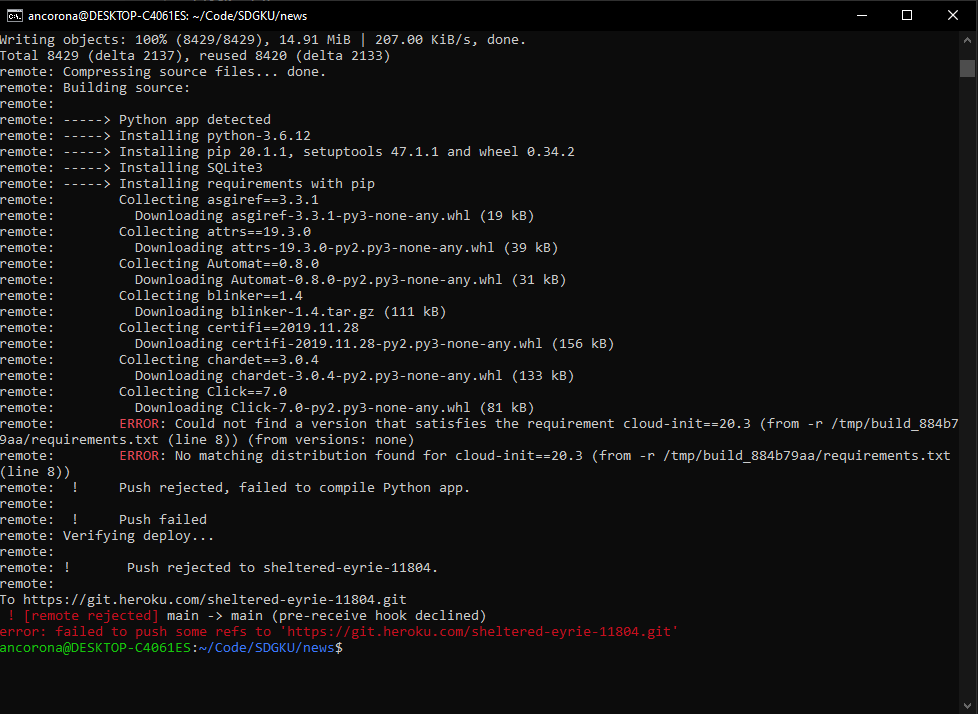 ancorona@DESKTOP-C4061ES: ~/Code/SDGKU/news
Writing objects: 100% (8429/8429), 14.91 MiB | 207.00 KiB/s, done.
Total 8429 (delta 2137), reused 8420 (delta 2133)
remote: Compressing source files... done.
remote: Building source:
remote:
remote: -----> Python app detected
remote: -----> Installing python-3.6.12
remote: -----> Installing pip 20.1.1, setuptools 47.1.1 and wheel 0.34.2
remote: -----> Installing SQLite3
remote: -----> Installing requirements with pip
remote:        Collecting asgiref==3.3.1
remote:          Downloading asgiref-3.3.1-py3-none-any.whl (19 kB)
remote:        Collecting attrs==19.3.0
remote:          Downloading attrs-19.3.0-py2.py3-none-any.whl (39 kB)
remote:        Collecting Automat==0.8.0
remote:          Downloading Automat-0.8.0-py2.py3-none-any.whl (31 kB)
remote:        Collecting blinker==1.4
remote:          Downloading blinker-1.4.tar.gz (111 kB)
remote:        Collecting certifi==2019.11.28
remote:          Downloading certifi-2019.11.28-py2.py3-none-any.whl (156 kB)
remote:        Collecting chardet==3.0.4
remote:          Downloading chardet-3.0.4-py2.py3-none-any.whl (133 kB)
remote:        Collecting Click==7.0
remote:          Downloading Click-7.0-py2.py3-none-any.whl (81 kB)
remote:        ERROR: Could not find a version that satisfies the requirement cloud-init==20.3 (from -r /tmp/build_884b7
9aa/requirements.txt (line 8)) (from versions: none)
remote:        ERROR: No matching distribution found for cloud-init==20.3 (from -r /tmp/build_884b79aa/requirements.txt
(line 8))
remote:  !     Push rejected, failed to compile Python app.
remote:
remote:  !     Push failed
remote: Verifying deploy...
remote:
remote: !       Push rejected to sheltered-eyrie-11804.
remote:
To https://git.heroku.com/sheltered-eyrie-11804.git
 ! [remote rejected] main -> main (pre-receive hook declined)
error: failed to push some refs to 'https://git.heroku.com/sheltered-eyrie-11804.git'
ancorona@DESKTOP-C4061ES:~/Code/SDGKU/news$